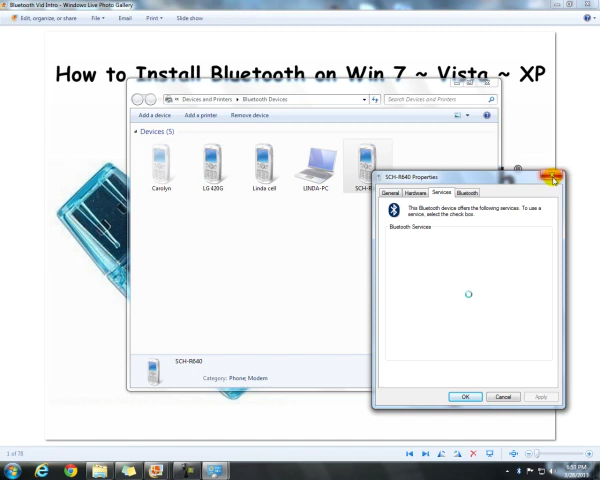 Bluetooth Vid Intro - Windows Live Photo Gallery
Edit, organize, or share File Email Print Slide show
How to Install Bluetooth on Win 7 ~ Vista ~ XP
Devices and Printers Bluetooth Devices
Search Devices and Printers
Add a device Add a printer Remove device
Devices (5)
Carolyn LG 420G Linda cell LINDA-PC SCH-R
SCH-R640 Properties
General Hardware Services Bluetooth
This Bluetooth device offers the following services. To use a
service, select the check box.
Bluetooth Services
SCH-R640
Category: Phone; Modem
OK Cancel Apply
1 of 78
6:51 PM